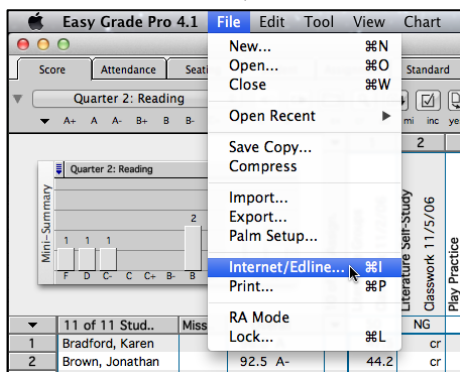 Easy Grade Pro 4.1 File Edit Tool View Chart
New... ⌘N
Open... ⌘O
Close ⌘W
Open Recent ▶
Save Copy...
Compress
Import...
Export...
Palm Setup...
Internet/Edline... ⌘I
Print... ⌘P
RA Mode
Lock... ⌘L
Score Attendance Standard
Quarter 2: Reading
A+ A A- B+ B B- mi inc
2
Quarter 2: Reading
Mini-Summary
1 1 1 2
F D C- C C+ B- B
Literature Self-Study
Classwork 11/5/06
Play Practice
11 of 11 Stud.. Miss NG
1 Bradford, Karen cr
2 Brown, Jonathan 92.5 A- 44.2 cr